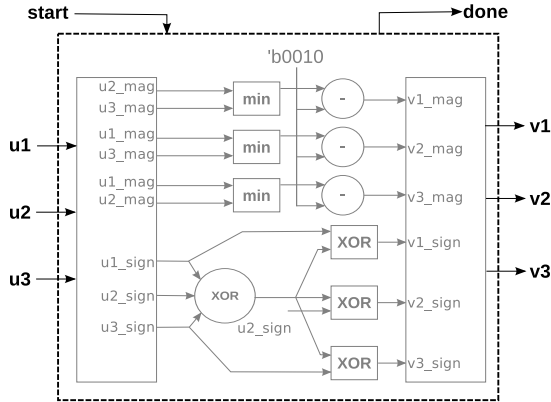 start
done
'b0010
u1
u2
u3
u2_mag
u3_mag
min
-
v1_mag
u1_mag
u3_mag
min
-
v2_mag
u1_mag
u2_mag
min
-
v3_mag
u1_sign
u2_sign
u3_sign
XOR
u2_sign
XOR
v1_sign
XOR
v2_sign
XOR
v3_sign
v1
v2
v3